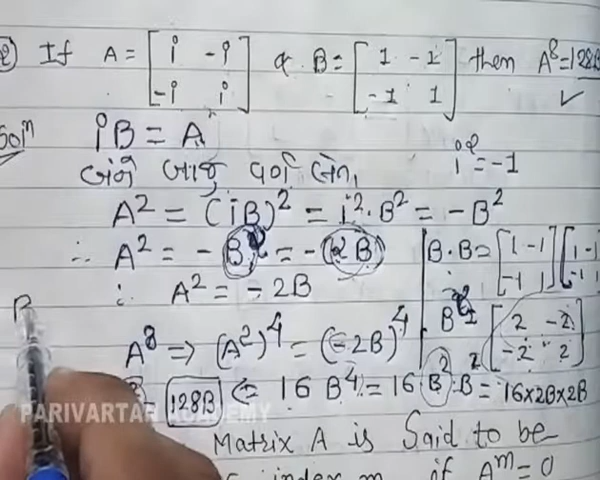 2) If A = [ i -i ] & B = [ 1 -1 ] then A⁸ = 128B
[ -i i ] [ -1 1 ] ✓
Soln iB = A i² = -1
બંને બાજુ વર્ગ લેતા,
A² = (iB)² = i²·B² = -B²
∴ A² = -B² = -(2B) B·B = [ 1 -1 ] [ 1 -1 ]
[ -1 1 ] [ -1 1 ]
∴ A² = -2B
B² = [ 2 -2 ]
[ -2 2 ]
A⁸ ⇒ (A²)⁴ = (-2B)⁴
128B ⇐ 16 B⁴ = 16 B²·B² = 16×2B×2B
PARIVARTAN ACADEMY
Matrix A is Said to be
index m if Aᵐ = 0